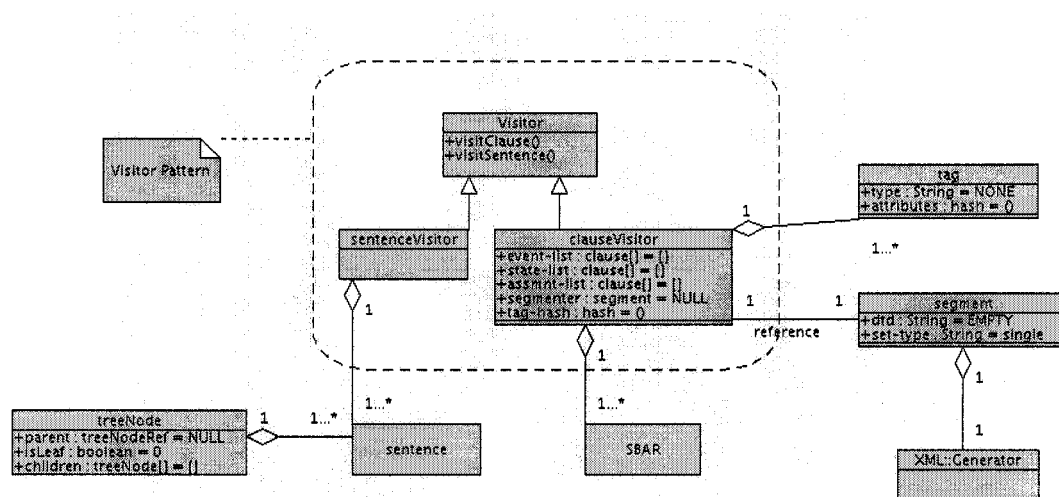 Visitor
+visitClause()
+visitSentence()
Visitor Pattern
tag
+type : String = NONE
+attributes : hash = ()
1
1...*
sentenceVisitor
clauseVisitor
+event-list : clause[] = []
+state-list : clause[] = []
+assmnt-list : clause[] = []
+segmenter : segment = NULL
+tag-hash : hash = ()
1
1
reference
segment
+dtd : String = EMPTY
+set-type : String = single
1
1
1
1...*
1...*
treeNode
+parent : treeNodeRef = NULL
+isLeaf : boolean = 0
+children : treeNode[] = []
1
1...*
sentence
SBAR
1
XML::Generator